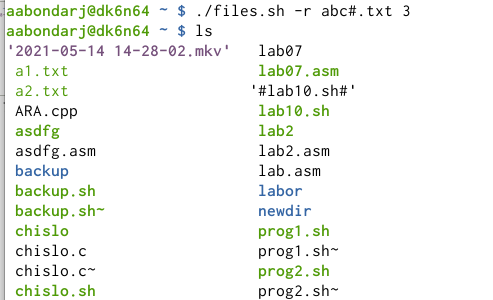 aabondarj@dk6n64 ~ $ ./files.sh -r abc#.txt 3
aabondarj@dk6n64 ~ $ ls
'2021-05-14 14-28-02.mkv' lab07
a1.txt lab07.asm
a2.txt '#lab10.sh#'
ARA.cpp lab10.sh
asdfg lab2
asdfg.asm lab2.asm
backup lab.asm
backup.sh labor
backup.sh~ newdir
chislo prog1.sh
chislo.c prog1.sh~
chislo.c~ prog2.sh
chislo.sh prog2.sh~